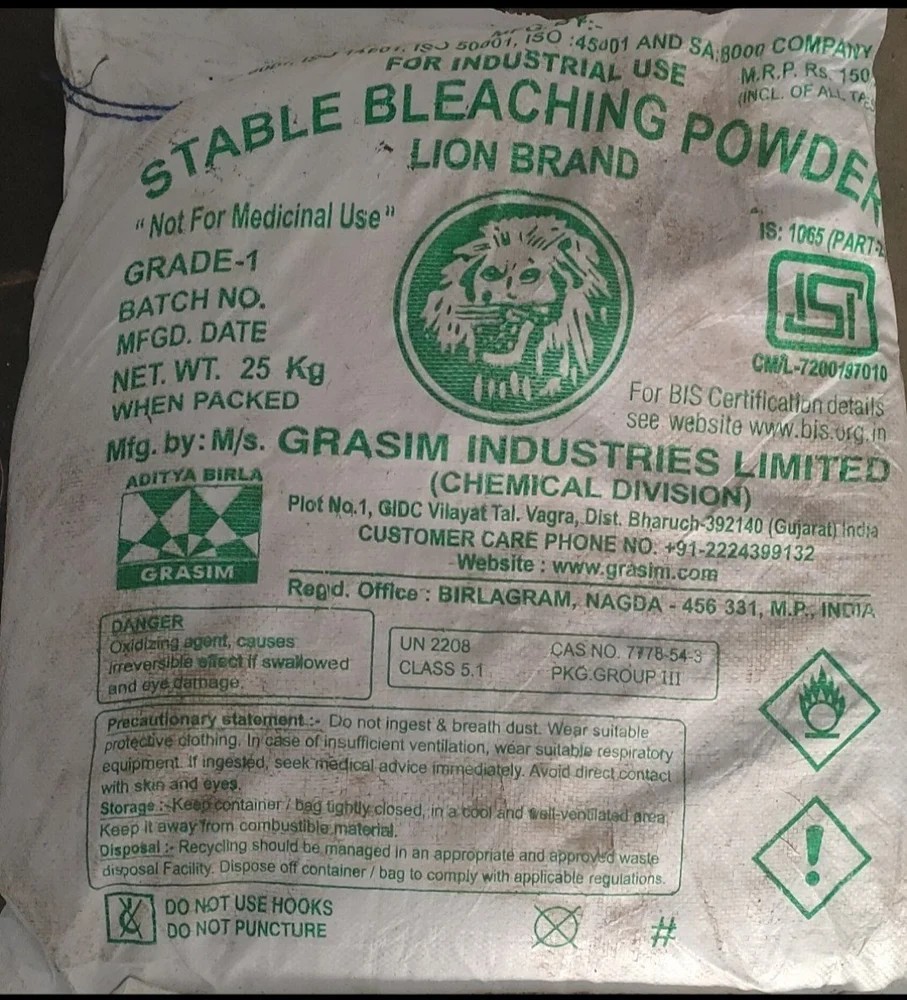 MFG. BY:-
ISO 50001, ISO :45001 AND SA:8000 COMPANY
FOR INDUSTRIAL USE
M.R.P. Rs. 150
(INCL. OF ALL
STABLE BLEACHING POWDER
LION BRAND
"Not For Medicinal Use"
IS: 1065 (PART-
GRADE-1
BATCH NO.
MFGD. DATE
NET. WT. 25 Kg
WHEN PACKED
ISI
CM/L-7200197010
For BIS Certification details
see website www.bis.org.in
Mfg. by: M/s. GRASIM INDUSTRIES LIMITED
(CHEMICAL DIVISION)
ADITYA BIRLA
GRASIM
Plot No.1, GIDC Vilayat Tal. Vagra, Dist. Bharuch-392140 (Gujarat) India
CUSTOMER CARE PHONE NO. +91-2224399132
Website : www.grasim.com
Regd. Office : BIRLAGRAM, NAGDA - 456 331, M.P., INDIA
DANGER
Oxidizing agent, causes
irreversible effect if swallowed
and eye damage.
UN 2208
CLASS 5.1
CAS NO. 7778-54-3
PKG.GROUP III
Precautionary statement :- Do not ingest & breath dust. Wear suitable
protective clothing. In case of insufficient ventilation, wear suitable respiratory
equipment. If ingested, seek medical advice immediately. Avoid direct contact
with skin and eyes.
Storage :- Keep container / bag tightly closed, in a cool and well-ventilated area.
Keep it away from combustible material.
Disposal :- Recycling should be managed in an appropriate and approved waste
disposal Facility. Dispose off container / bag to comply with applicable regulations.
DO NOT USE HOOKS
DO NOT PUNCTURE
#